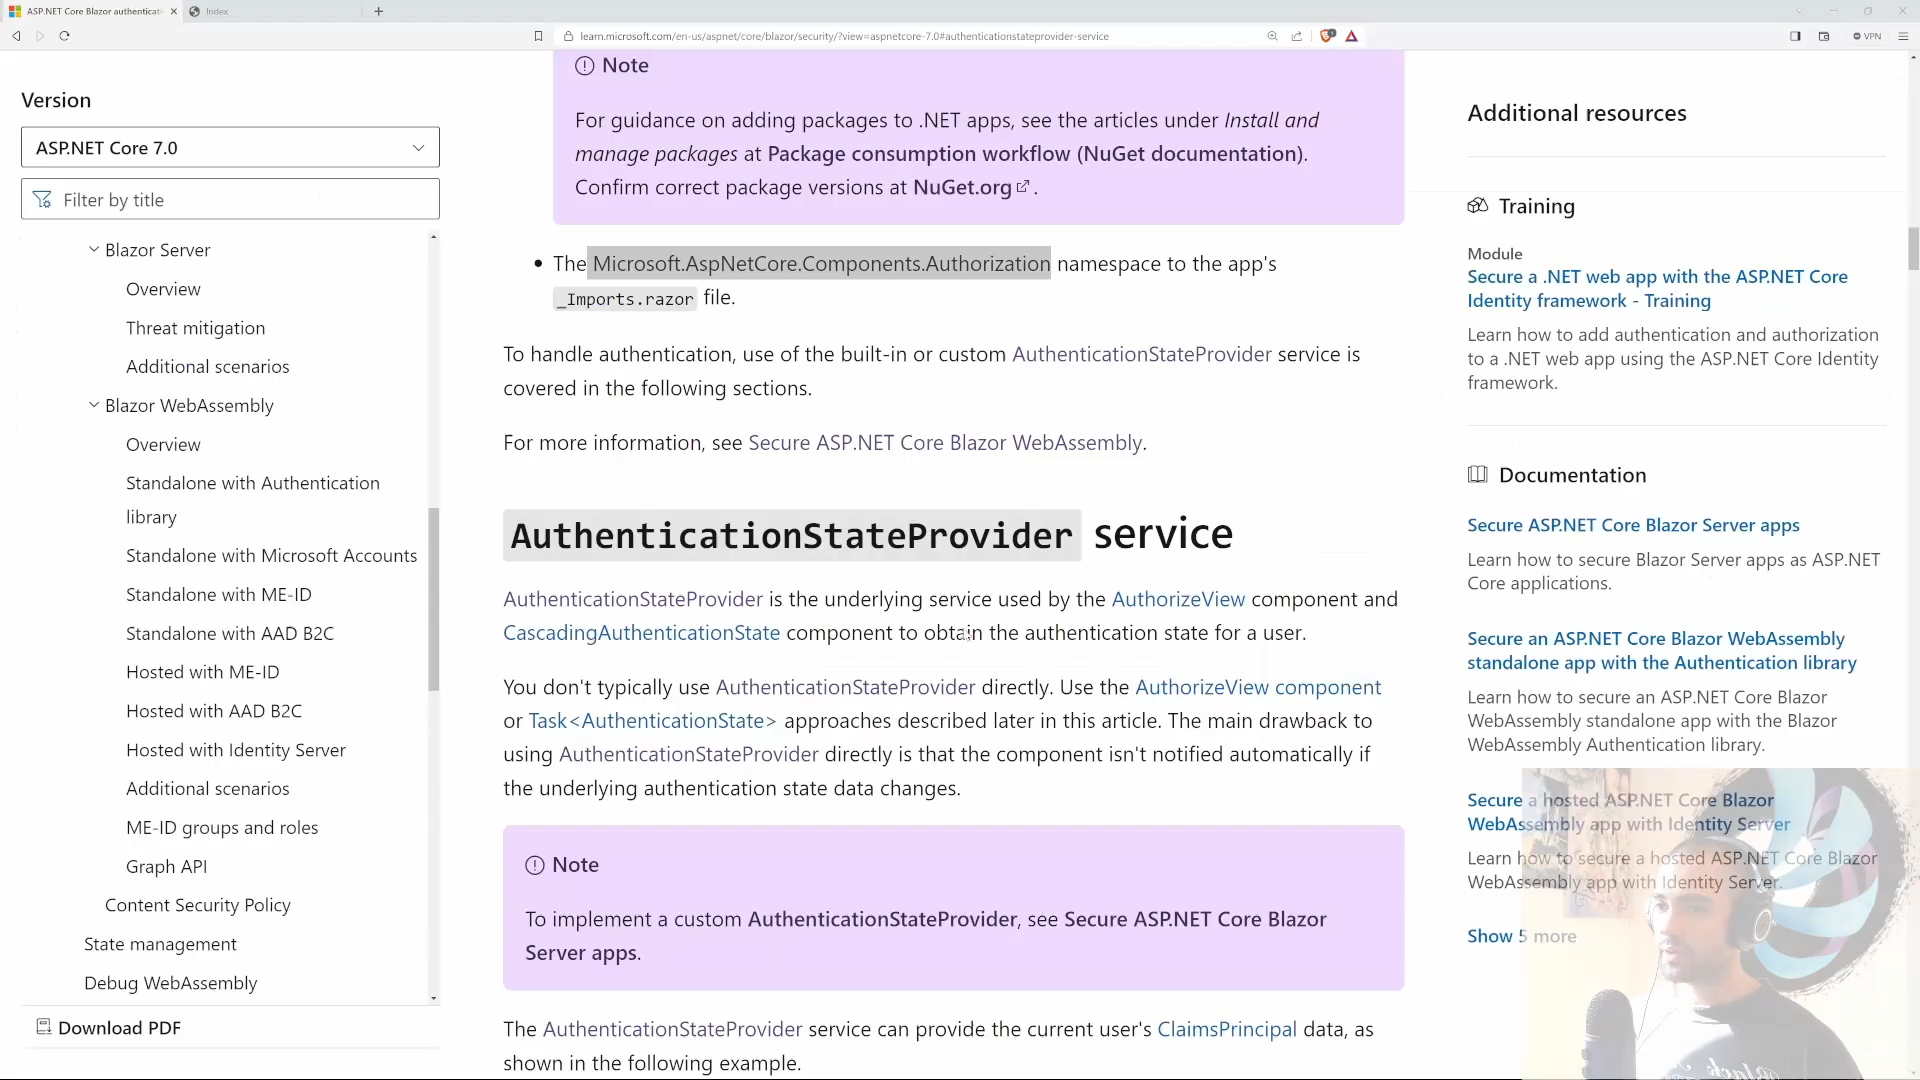 ASP.NET Core Blazor authenticati
Index
learn.microsoft.com/en-us/aspnet/core/blazor/security/?view=aspnetcore-7.0#authenticationstateprovider-service
VPN
Version
ASP.NET Core 7.0
Filter by title
Blazor Server
Overview
Threat mitigation
Additional scenarios
Blazor WebAssembly
Overview
Standalone with Authentication
library
Standalone with Microsoft Accounts
Standalone with ME-ID
Standalone with AAD B2C
Hosted with ME-ID
Hosted with AAD B2C
Hosted with Identity Server
Additional scenarios
ME-ID groups and roles
Graph API
Content Security Policy
State management
Debug WebAssembly
Download PDF
Note
For guidance on adding packages to .NET apps, see the articles under Install and
manage packages at Package consumption workflow (NuGet documentation).
Confirm correct package versions at NuGet.org.
The Microsoft.AspNetCore.Components.Authorization namespace to the app's
_Imports.razor file.
To handle authentication, use of the built-in or custom AuthenticationStateProvider service is
covered in the following sections.
For more information, see Secure ASP.NET Core Blazor WebAssembly.
AuthenticationStateProvider service
AuthenticationStateProvider is the underlying service used by the AuthorizeView component and
CascadingAuthenticationState component to obtain the authentication state for a user.
You don't typically use AuthenticationStateProvider directly. Use the AuthorizeView component
or Task<AuthenticationState> approaches described later in this article. The main drawback to
using AuthenticationStateProvider directly is that the component isn't notified automatically if
the underlying authentication state data changes.
Note
To implement a custom AuthenticationStateProvider, see Secure ASP.NET Core Blazor
Server apps.
The AuthenticationStateProvider service can provide the current user's ClaimsPrincipal data, as
shown in the following example.
Additional resources
Training
Module
Secure a .NET web app with the ASP.NET Core
Identity framework - Training
Learn how to add authentication and authorization
to a .NET web app using the ASP.NET Core Identity
framework.
Documentation
Secure ASP.NET Core Blazor Server apps
Learn how to secure Blazor Server apps as ASP.NET
Core applications.
Secure an ASP.NET Core Blazor WebAssembly
standalone app with the Authentication library
Learn how to secure an ASP.NET Core Blazor
WebAssembly standalone app with the Blazor
WebAssembly Authentication library.
Secure a hosted ASP.NET Core Blazor
WebAssembly app with Identity Server
Learn how to secure a hosted ASP.NET Core Blazor
WebAssembly app with Identity Server.
Show 5 more